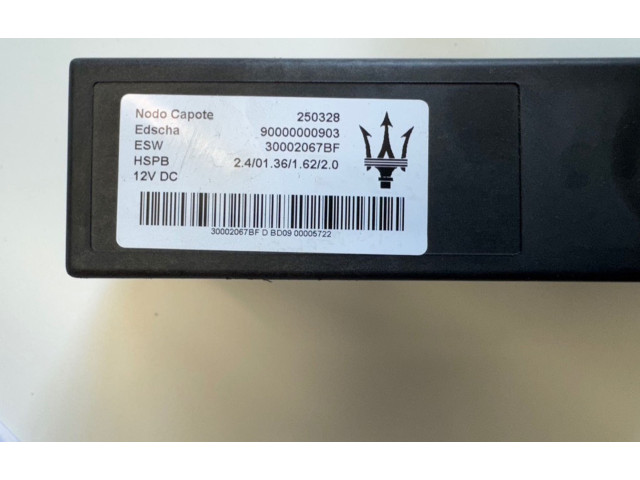 Nodo Capote 250328
Edscha 90000000903
ESW 30002067BF
HSPB 2.4/01.36/1.62/2.0
12V DC
30002067BF D BD09 00005722